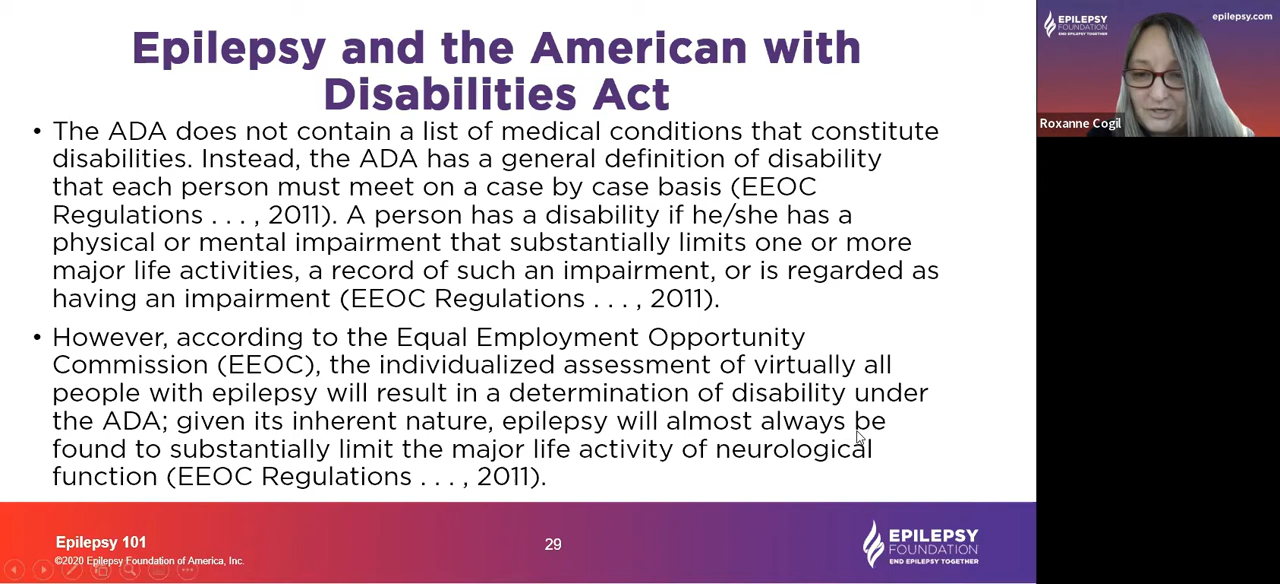 Epilepsy and the American with
Disabilities Act
• The ADA does not contain a list of medical conditions that constitute
disabilities. Instead, the ADA has a general definition of disability
that each person must meet on a case by case basis (EEOC
Regulations . . . , 2011). A person has a disability if he/she has a
physical or mental impairment that substantially limits one or more
major life activities, a record of such an impairment, or is regarded as
having an impairment (EEOC Regulations . . . , 2011).
• However, according to the Equal Employment Opportunity
Commission (EEOC), the individualized assessment of virtually all
people with epilepsy will result in a determination of disability under
the ADA; given its inherent nature, epilepsy will almost always be
found to substantially limit the major life activity of neurological
function (EEOC Regulations . . . , 2011).
Epilepsy 101
©2020 Epilepsy Foundation of America, Inc.
29
EPILEPSY
FOUNDATION
END EPILEPSY TOGETHER
EPILEPSY
FOUNDATION
END EPILEPSY TOGETHER
epilepsy.com
Roxanne Cogil